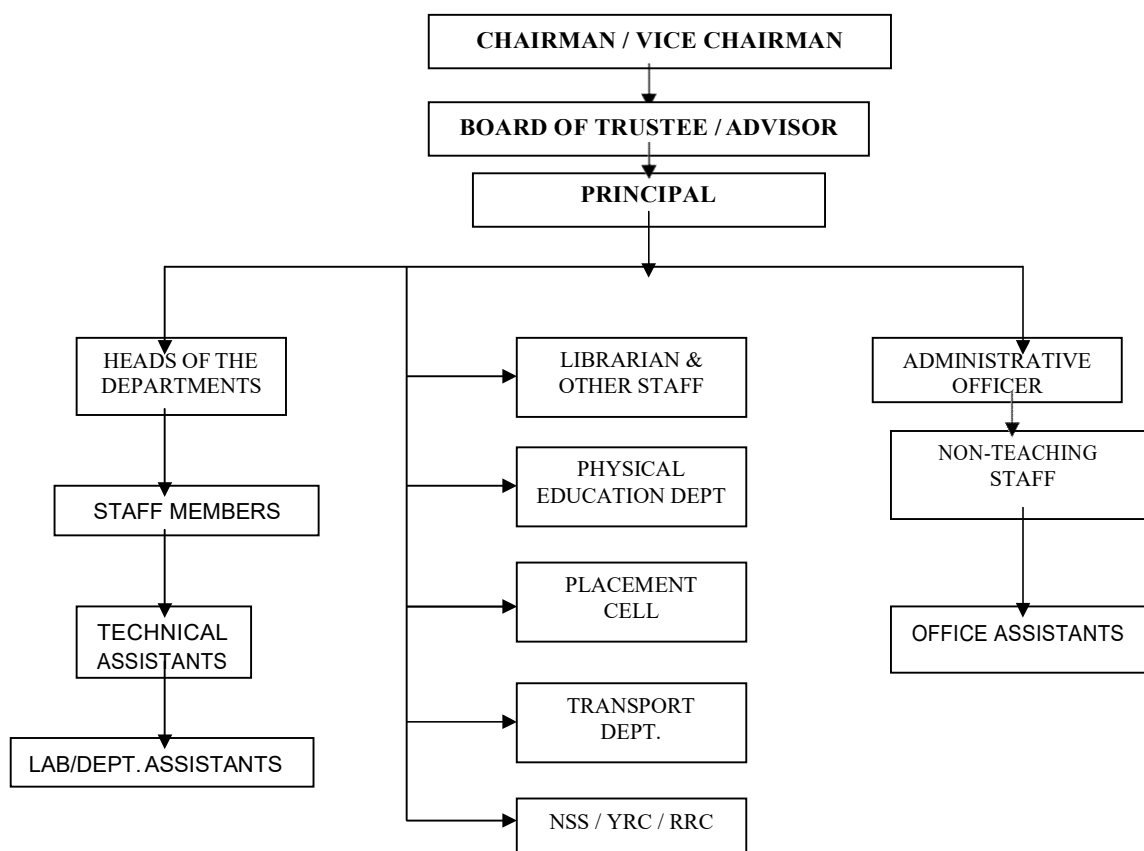 CHAIRMAN / VICE CHAIRMAN
BOARD OF TRUSTEE / ADVISOR
PRINCIPAL
HEADS OF THE
DEPARTMENTS
STAFF MEMBERS
TECHNICAL
ASSISTANTS
LAB/DEPT. ASSISTANTS
LIBRARIAN &
OTHER STAFF
PHYSICAL
EDUCATION DEPT
PLACEMENT
CELL
TRANSPORT
DEPT.
NSS / YRC / RRC
ADMINISTRATIVE
OFFICER
NON-TEACHING
STAFF
OFFICE ASSISTANTS